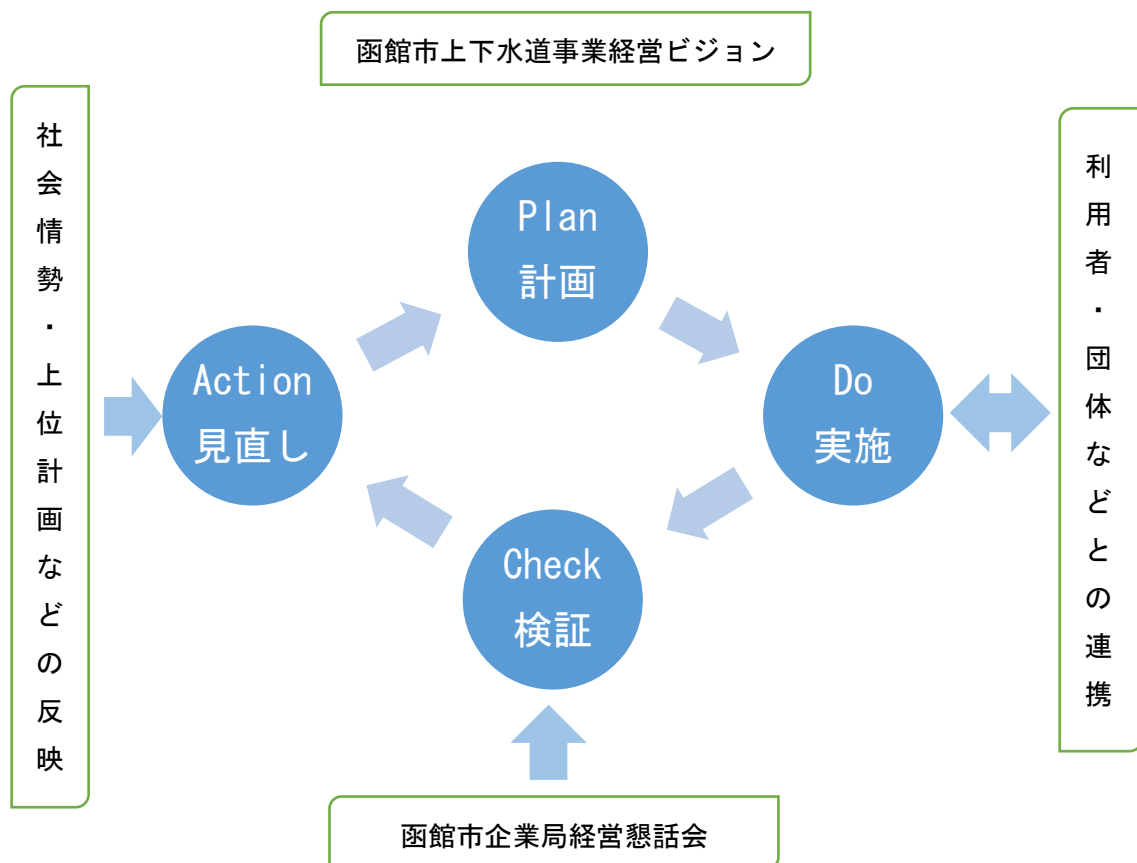 函館市上下水道事業経営ビジョン
社会情勢・上位計画などの反映
利用者・団体などとの連携
Plan
計画
Action
見直し
Do
実施
Check
検証
函館市企業局経営懇話会